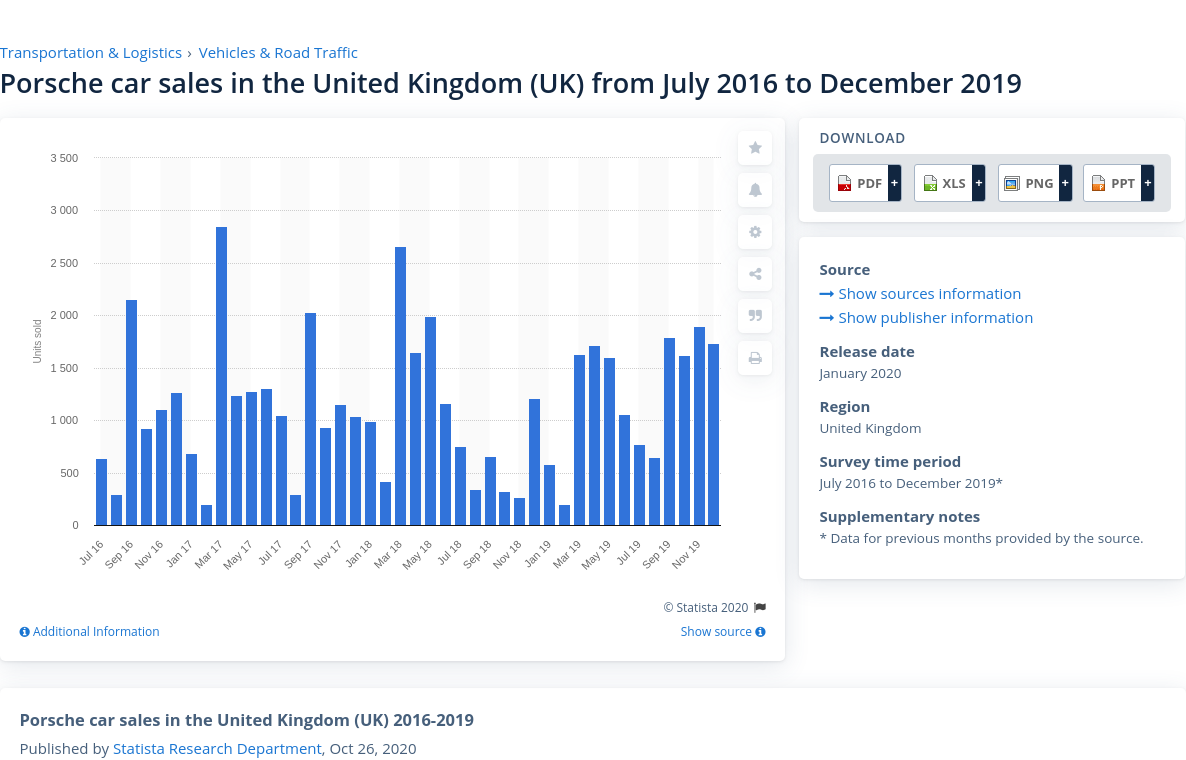 Transportation & Logistics › Vehicles & Road Traffic
Porsche car sales in the United Kingdom (UK) from July 2016 to December 2019
3 500
3 000
2 500
2 000
1 500
1 000
500
0
Units sold
Jul 16
Sep 16
Nov 16
Jan 17
Mar 17
May 17
Jul 17
Sep 17
Nov 17
Jan 18
Mar 18
May 18
Jul 18
Sep 18
Nov 18
Jan 19
Mar 19
May 19
Jul 19
Sep 19
Nov 19
© Statista 2020
Additional Information
Show source
DOWNLOAD
PDF + XLS + PNG + PPT +
Source
Show sources information
Show publisher information
Release date
January 2020
Region
United Kingdom
Survey time period
July 2016 to December 2019*
Supplementary notes
* Data for previous months provided by the source.
Porsche car sales in the United Kingdom (UK) 2016-2019
Published by Statista Research Department, Oct 26, 2020